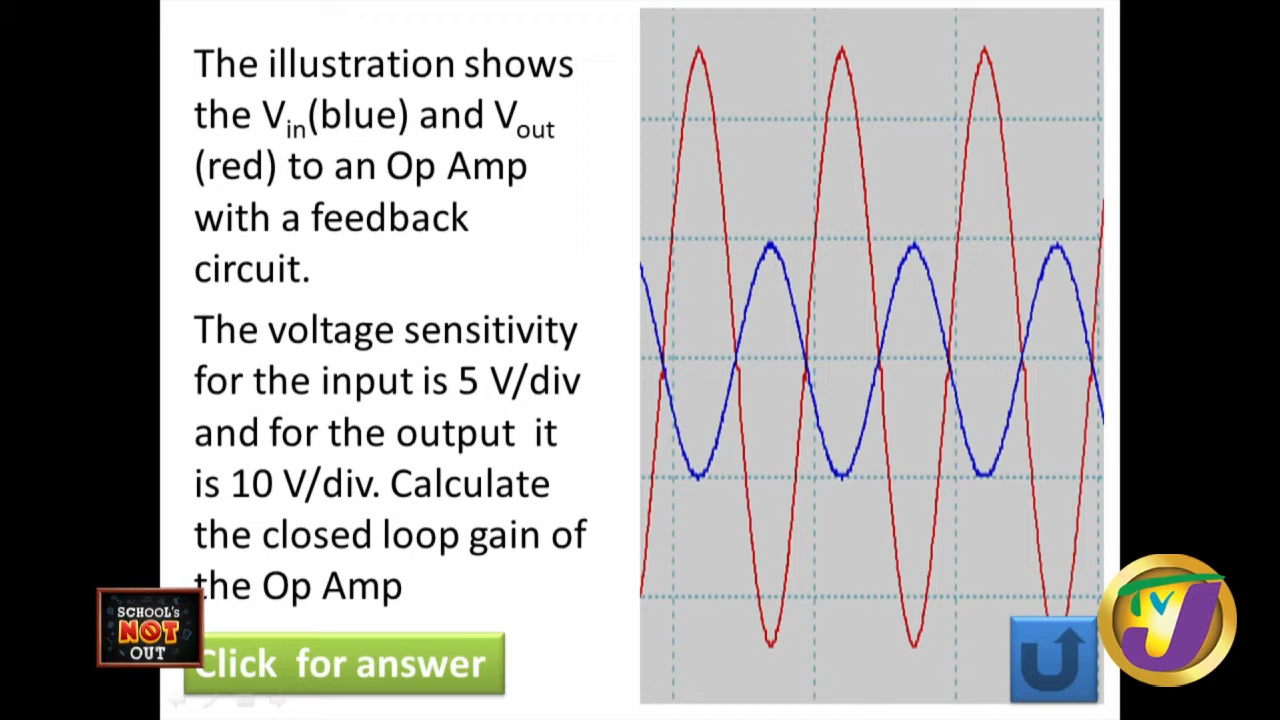 The illustration shows
the Vin(blue) and Vout
(red) to an Op Amp
with a feedback
circuit.
The voltage sensitivity
for the input is 5 V/div
and for the output it
is 10 V/div. Calculate
the closed loop gain of
the Op Amp
SCHOOL's
NOT
OUT
Click for answer
TVJ